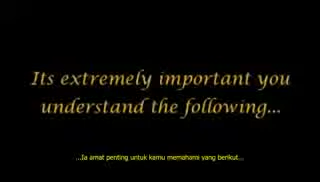 Its extremely important you
understand the following...
...Ia amat penting untuk kamu memahami yang berikut...